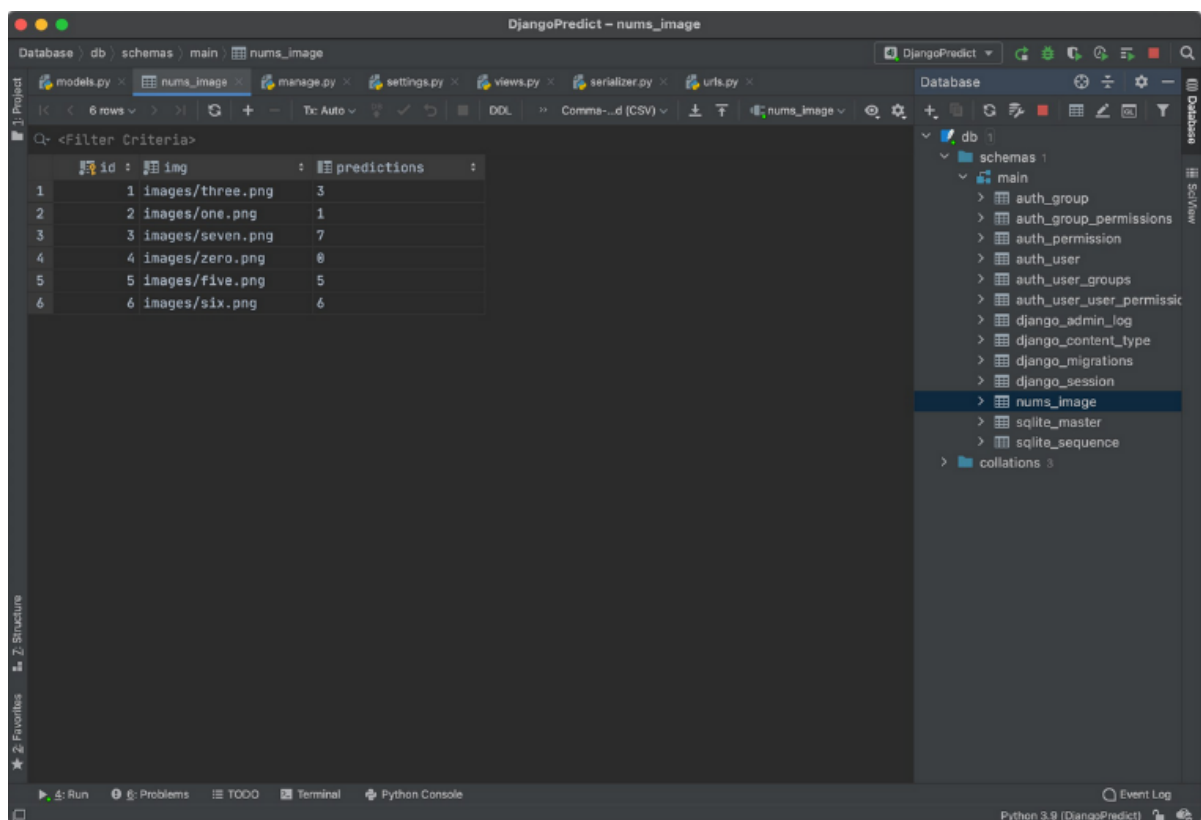 DjangoPredict – nums_image
Database db schemas main nums_image DjangoPredict
models.py nums_image manage.py settings.py views.py serializer.py urls.py Database
6 rows Tx: Auto DDL Comma-...d (CSV) nums_image
<Filter Criteria>
id img predictions
1 1 images/three.png 3
2 2 images/one.png 1
3 3 images/seven.png 7
4 4 images/zero.png 0
5 5 images/five.png 5
6 6 images/six.png 6
db 1
schemas 1
main
auth_group
auth_group_permissions
auth_permission
auth_user
auth_user_groups
auth_user_user_permissic
django_admin_log
django_content_type
django_migrations
django_session
nums_image
sqlite_master
sqlite_sequence
collations 3
1: Project
Z: Structure
2: Favorites
Database
SciView
4: Run 6: Problems TODO Terminal Python Console Event Log
Python 3.9 (DjangoPredict)